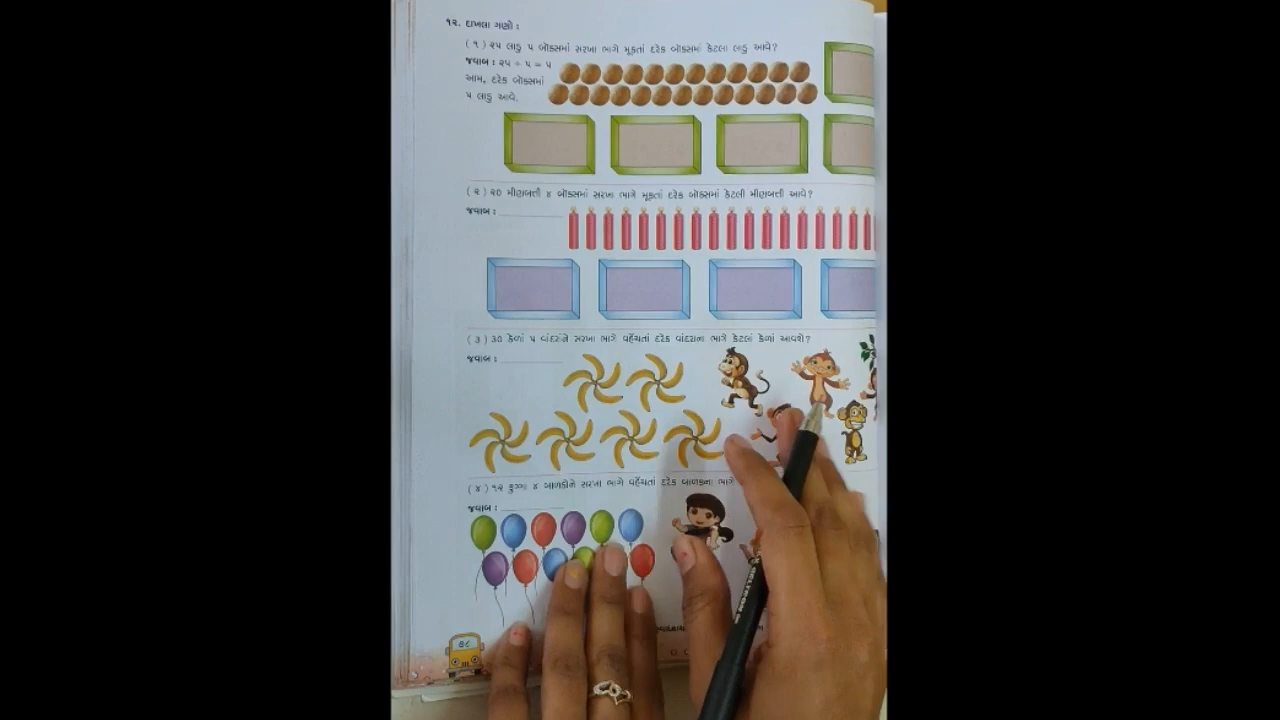 ૧૨. દાખલા ગણો :
(૧) ૨૫ લાડુ ૫ બૉક્સમાં સરખા ભાગે મૂકતાં દરેક બૉક્સમાં કેટલા લાડુ આવે?
જવાબ : ૨૫ ÷ ૫ = ૫
આમ, દરેક બૉક્સમાં
૫ લાડુ આવે.
(૨) ૨૦ મીણબત્તી ૪ બૉક્સમાં સરખા ભાગે મૂકતાં દરેક બૉક્સમાં કેટલી મીણબત્તી આવે?
જવાબ :
(૩) ૩૦ કેળાં ૫ વાંદરાંને સરખા ભાગે વહેંચતાં દરેક વાંદરાના ભાગે કેટલાં કેળાં આવશે?
જવાબ :
(૪) ૧૨ ફુગ્ગા ૪ બાળકોને સરખા ભાગે વહેંચતાં દરેક બાળકના ભાગે
જવાબ :